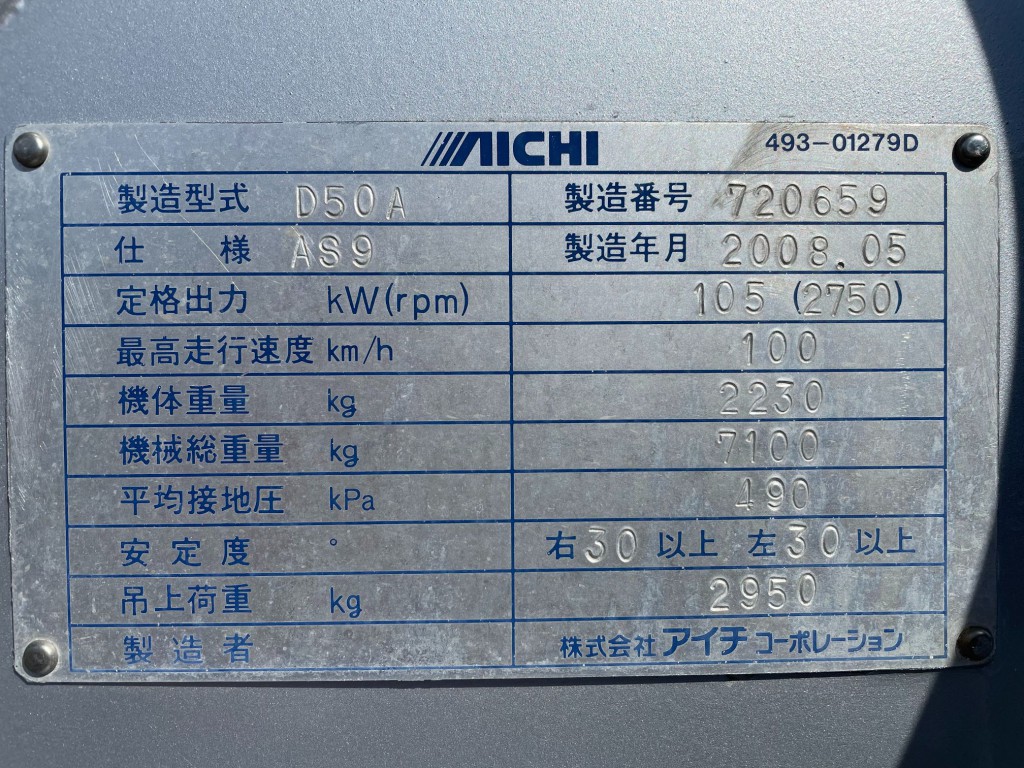 AICHI 493-01279D
製造型式 D50A 製造番号 720659
仕様 AS9 製造年月 2008.05
定格出力 kW(rpm) 105 (2750)
最高走行速度 km/h 100
機体重量 kg 2230
機械総重量 kg 7100
平均接地圧 kPa 490
安定度 ° 右30以上 左30以上
吊上荷重 kg 2950
製造者 株式会社アイチコーポレーション